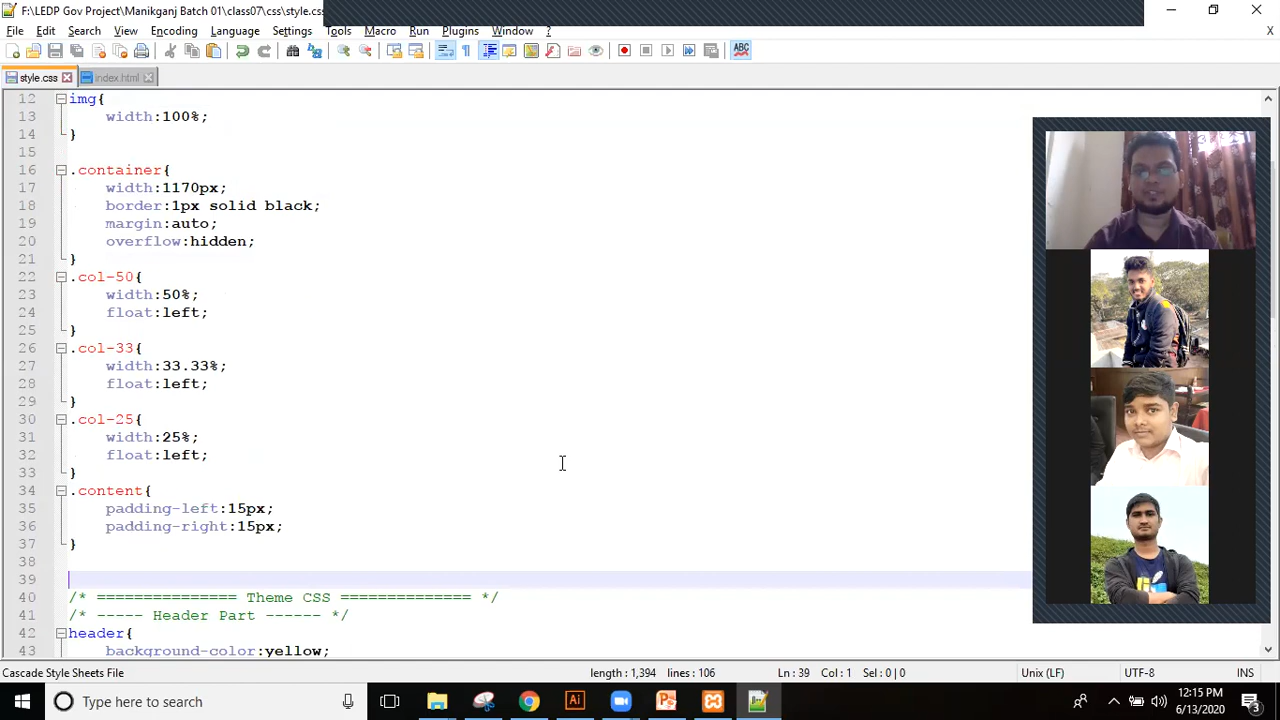 F:\LEDP Gov Project\Manikganj Batch 01\class07\css\style.cs
File Edit Search View Encoding Language Settings Tools Macro Run Plugins Window ? X
ABC
style.css index.html
12 img{
13 width:100%;
14 }
15
16 .container{
17 width:1170px;
18 border:1px solid black;
19 margin:auto;
20 overflow:hidden;
21 }
22 .col-50{
23 width:50%;
24 float:left;
25 }
26 .col-33{
27 width:33.33%;
28 float:left;
29 }
30 .col-25{
31 width:25%;
32 float:left;
33 }
34 .content{
35 padding-left:15px;
36 padding-right:15px;
37 }
38
39
40 /* =============== Theme CSS ============== */
41 /* ----- Header Part ------ */
42 header{
43 background-color:yellow;
Cascade Style Sheets File length : 1,394 lines : 106 Ln : 39 Col : 1 Sel : 0 | 0 Unix (LF) UTF-8 INS
Type here to search Ai 12:15 PM
6/13/2020 3